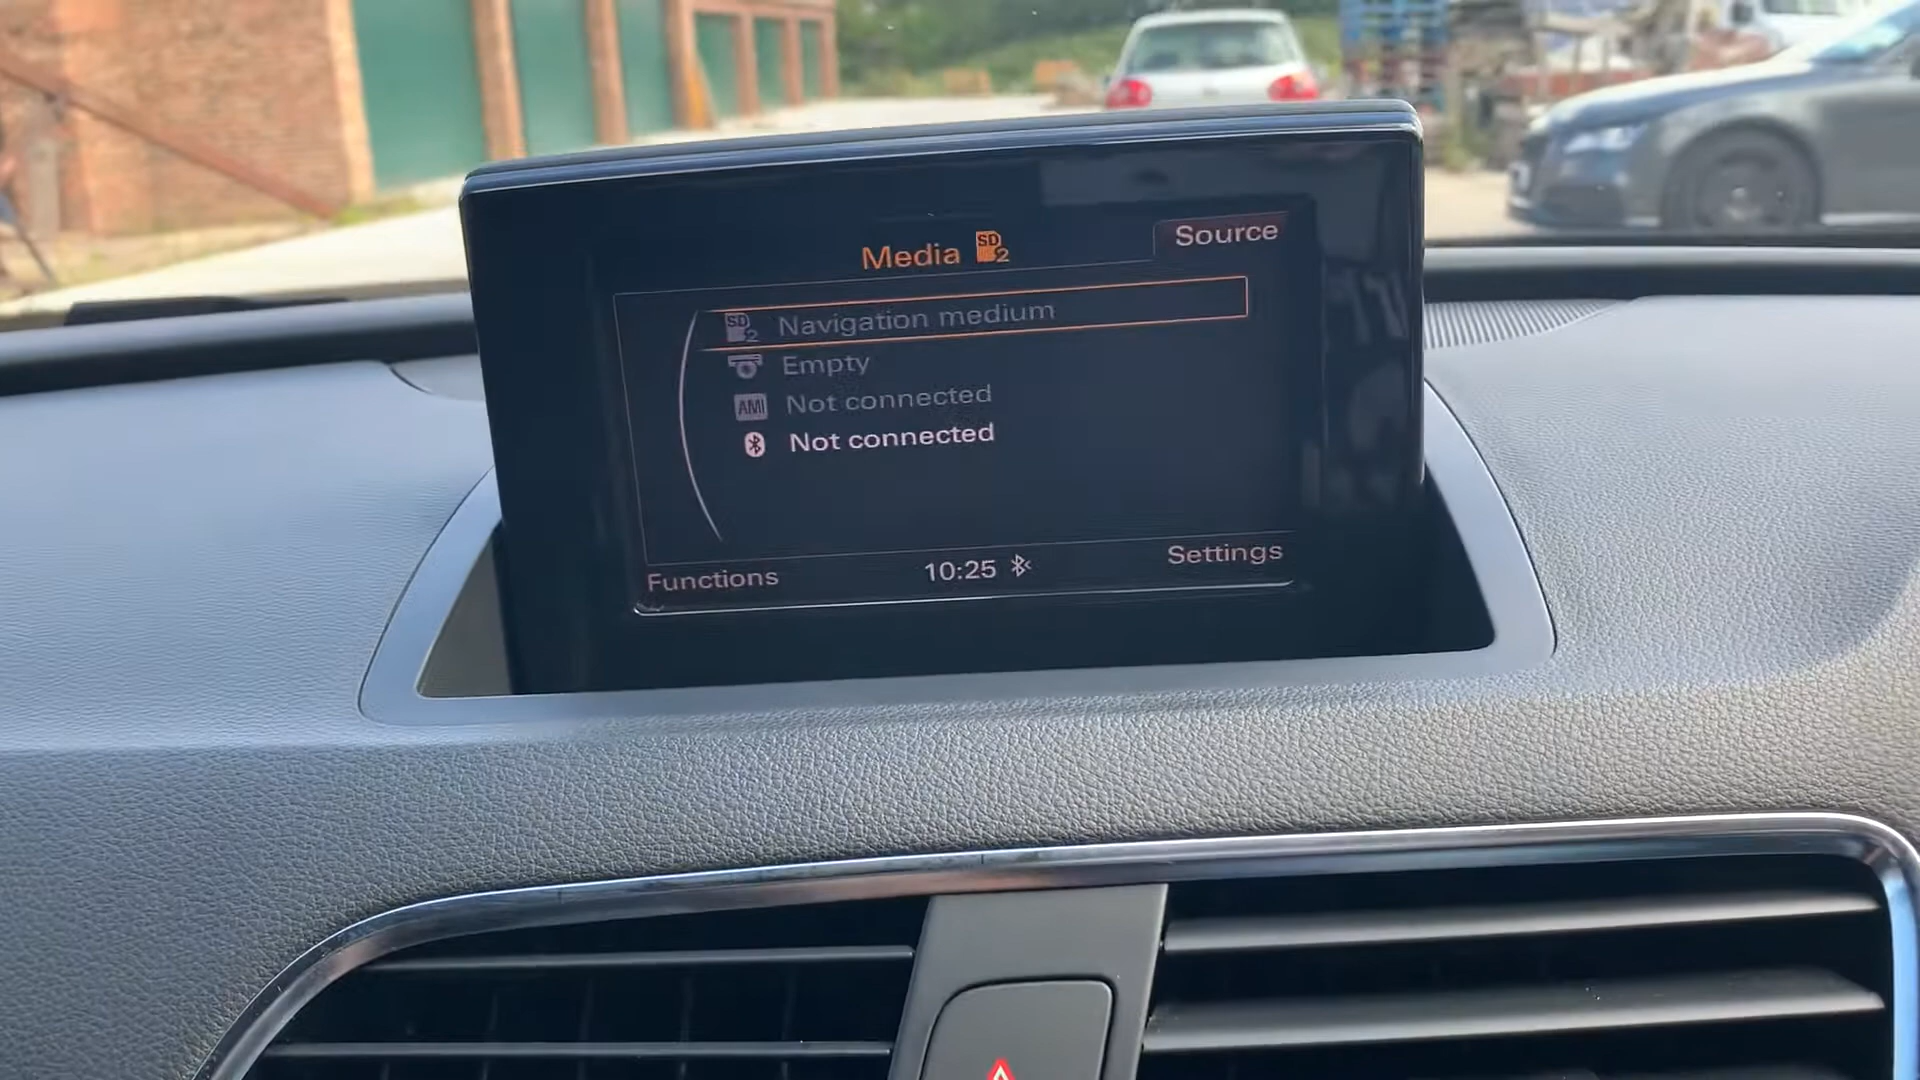 Source
Media SD 2
SD 2 Navigation medium
Empty
AMI Not connected
Not connected
Functions 10:25 Settings